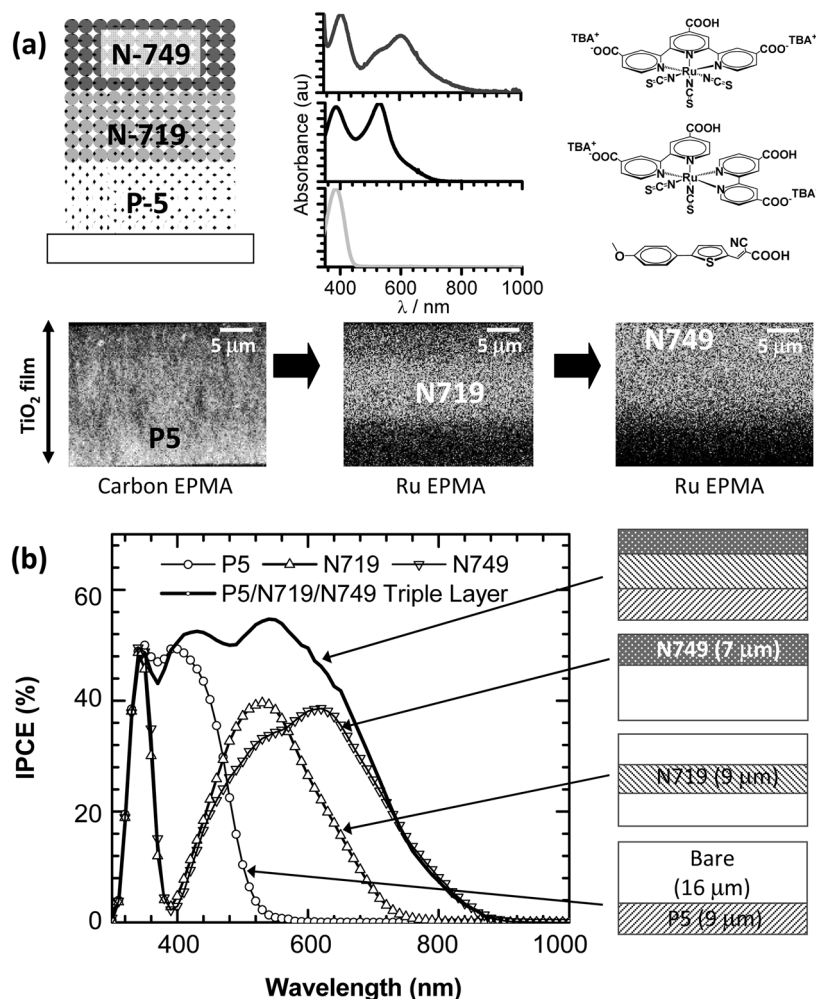 (a)
N-749
N-719
P-5
Absorbance (au)
400 600 800 1000
λ / nm
COOH
TBA⁺
TBA⁺
⁻OOC
COO⁻
N
N
N
Ru
S=C=N
N=C=S
N
C
S
COOH
TBA⁺
⁻OOC
COOH
N
N
Ru
N
S=C=N
N
N
C
S
COO⁻
TBA
O
S
NC
COOH
TiO₂ film
5 μm
P5
Carbon EPMA
5 μm
N719
Ru EPMA
N749
5 μm
Ru EPMA
(b)
P5 N719 N749
P5/N719/N749 Triple Layer
IPCE (%)
60
40
20
0
400 600 800 1000
Wavelength (nm)
N749 (7 μm)
N719 (9 μm)
Bare
(16 μm)
P5 (9 μm)